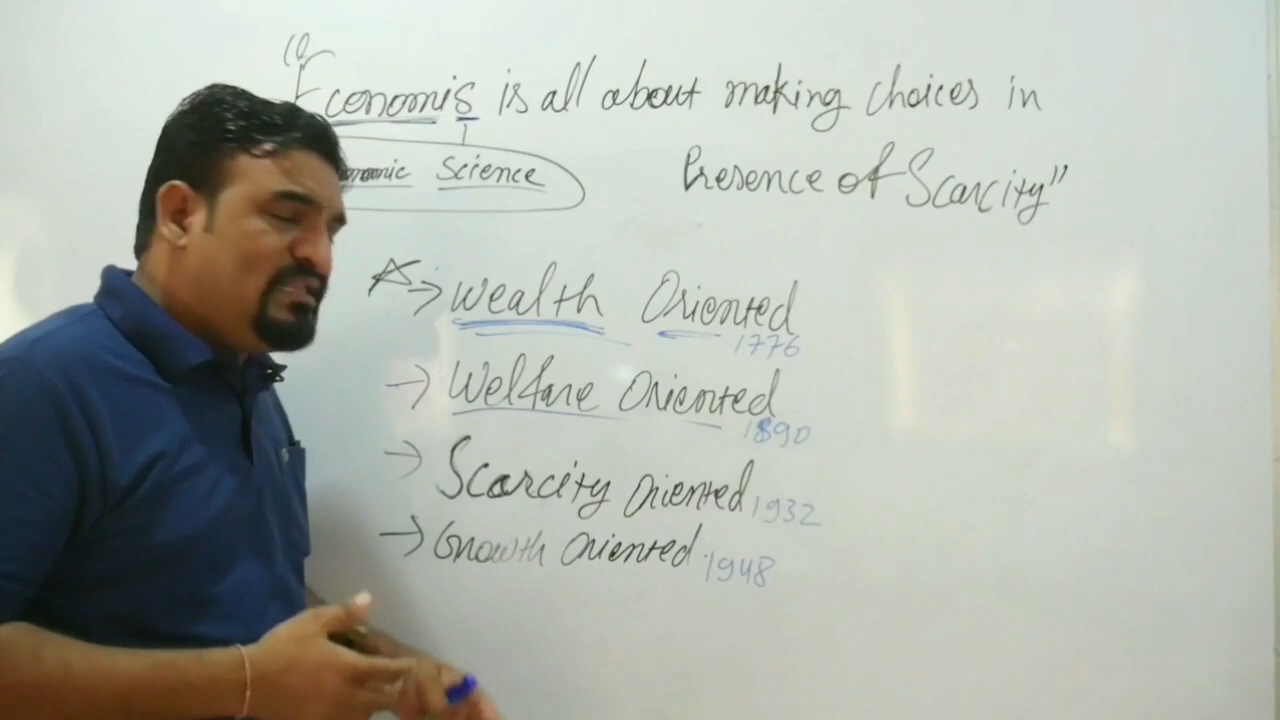 "Economis is all about making choices in
Presence of Scarcity"
Science
→ Wealth Oriented
1776
→ Welfare Oriented
1890
→ Scarcity Oriented 1932
→ Growth Oriented 1948